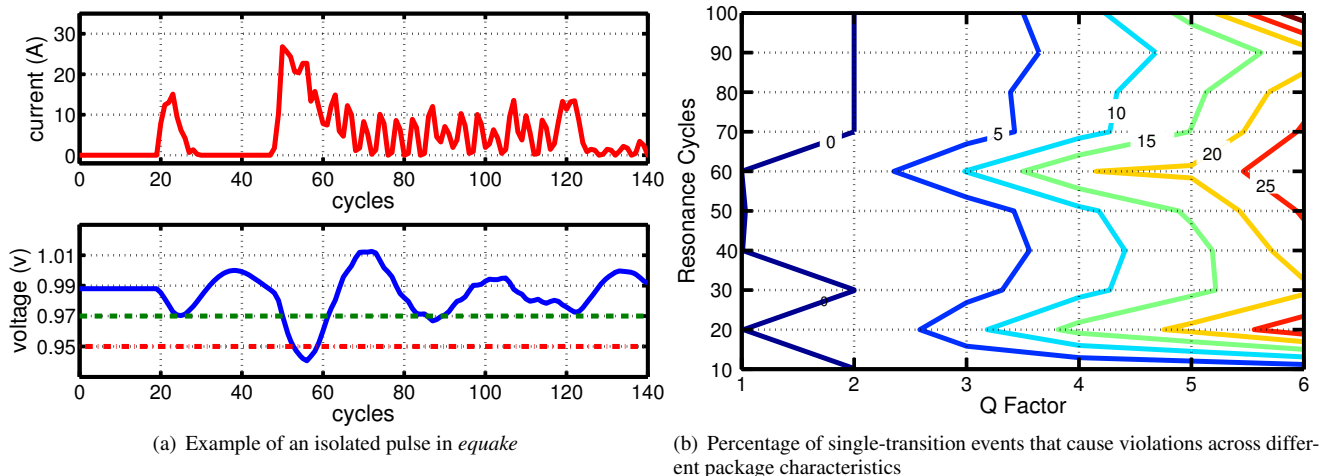 30
20
10
0
current (A)
0 20 40 60 80 100 120 140
cycles
1.01
0.99
0.97
0.95
voltage (v)
0 20 40 60 80 100 120 140
cycles
(a) Example of an isolated pulse in equake
100
90
80
70
60
50
40
30
20
10
Resonance Cycles
0
5
10
15
20
25
0
1 2 3 4 5 6
Q Factor
(b) Percentage of single-transition events that cause violations across differ-
ent package characteristics